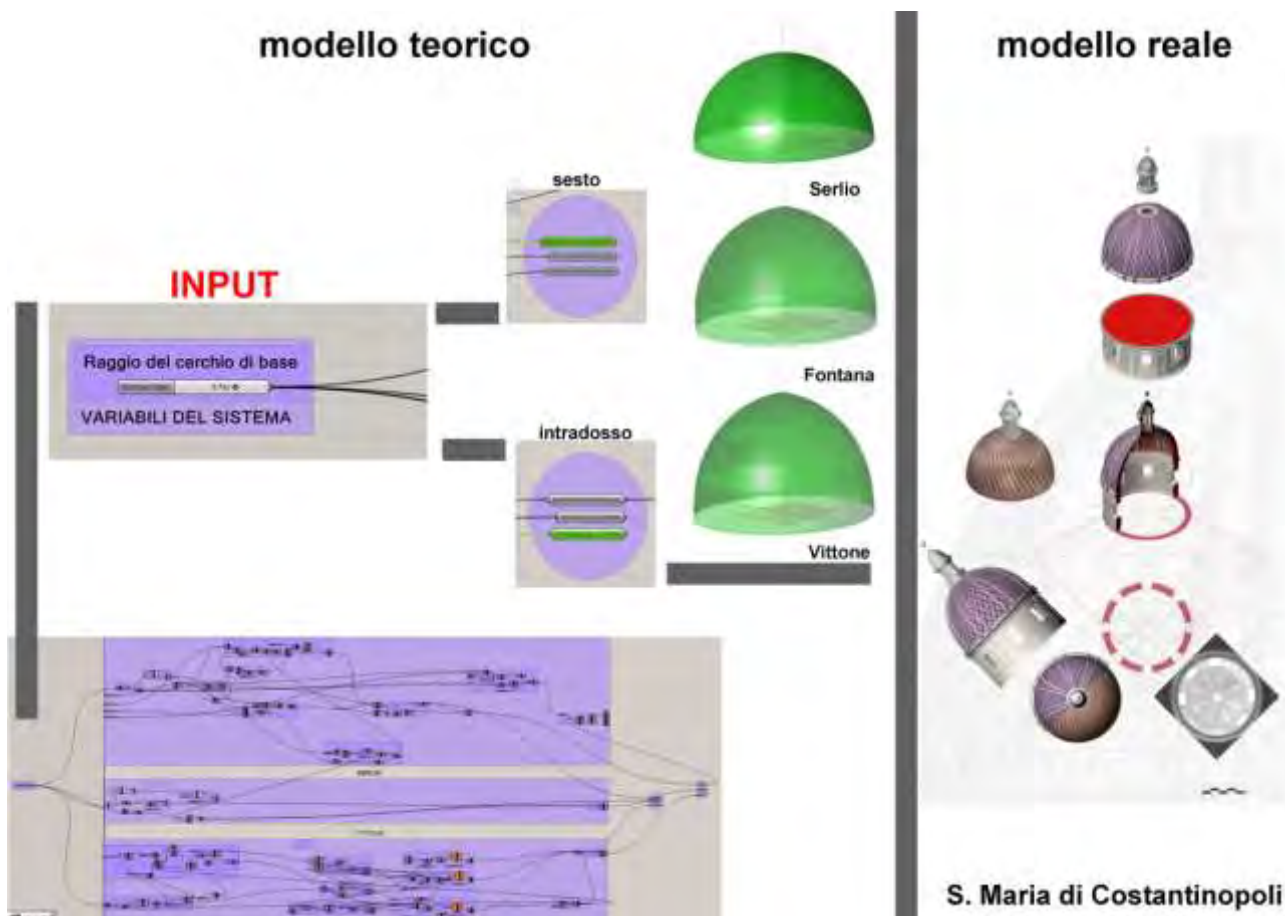 modello teorico
modello reale
sesto
Serlio
INPUT
Raggio del cerchio di base
VARIABILI DEL SISTEMA
Fontana
intradosso
Vittone
S. Maria di Costantinopoli